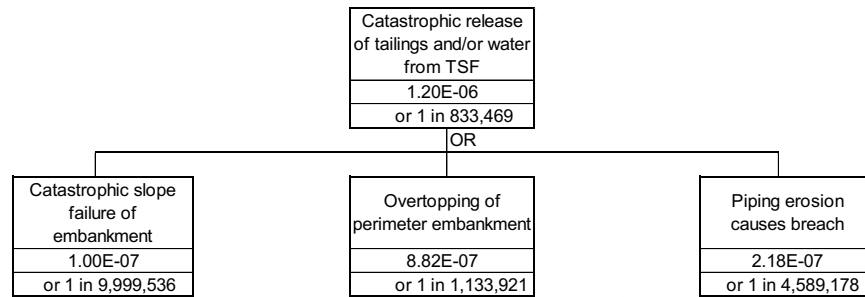 Catastrophic release
of tailings and/or water
from TSF
1.20E-06
or 1 in 833,469
OR
Catastrophic slope
failure of
embankment
1.00E-07
or 1 in 9,999,536
Overtopping of
perimeter embankment
8.82E-07
or 1 in 1,133,921
Piping erosion
causes breach
2.18E-07
or 1 in 4,589,178